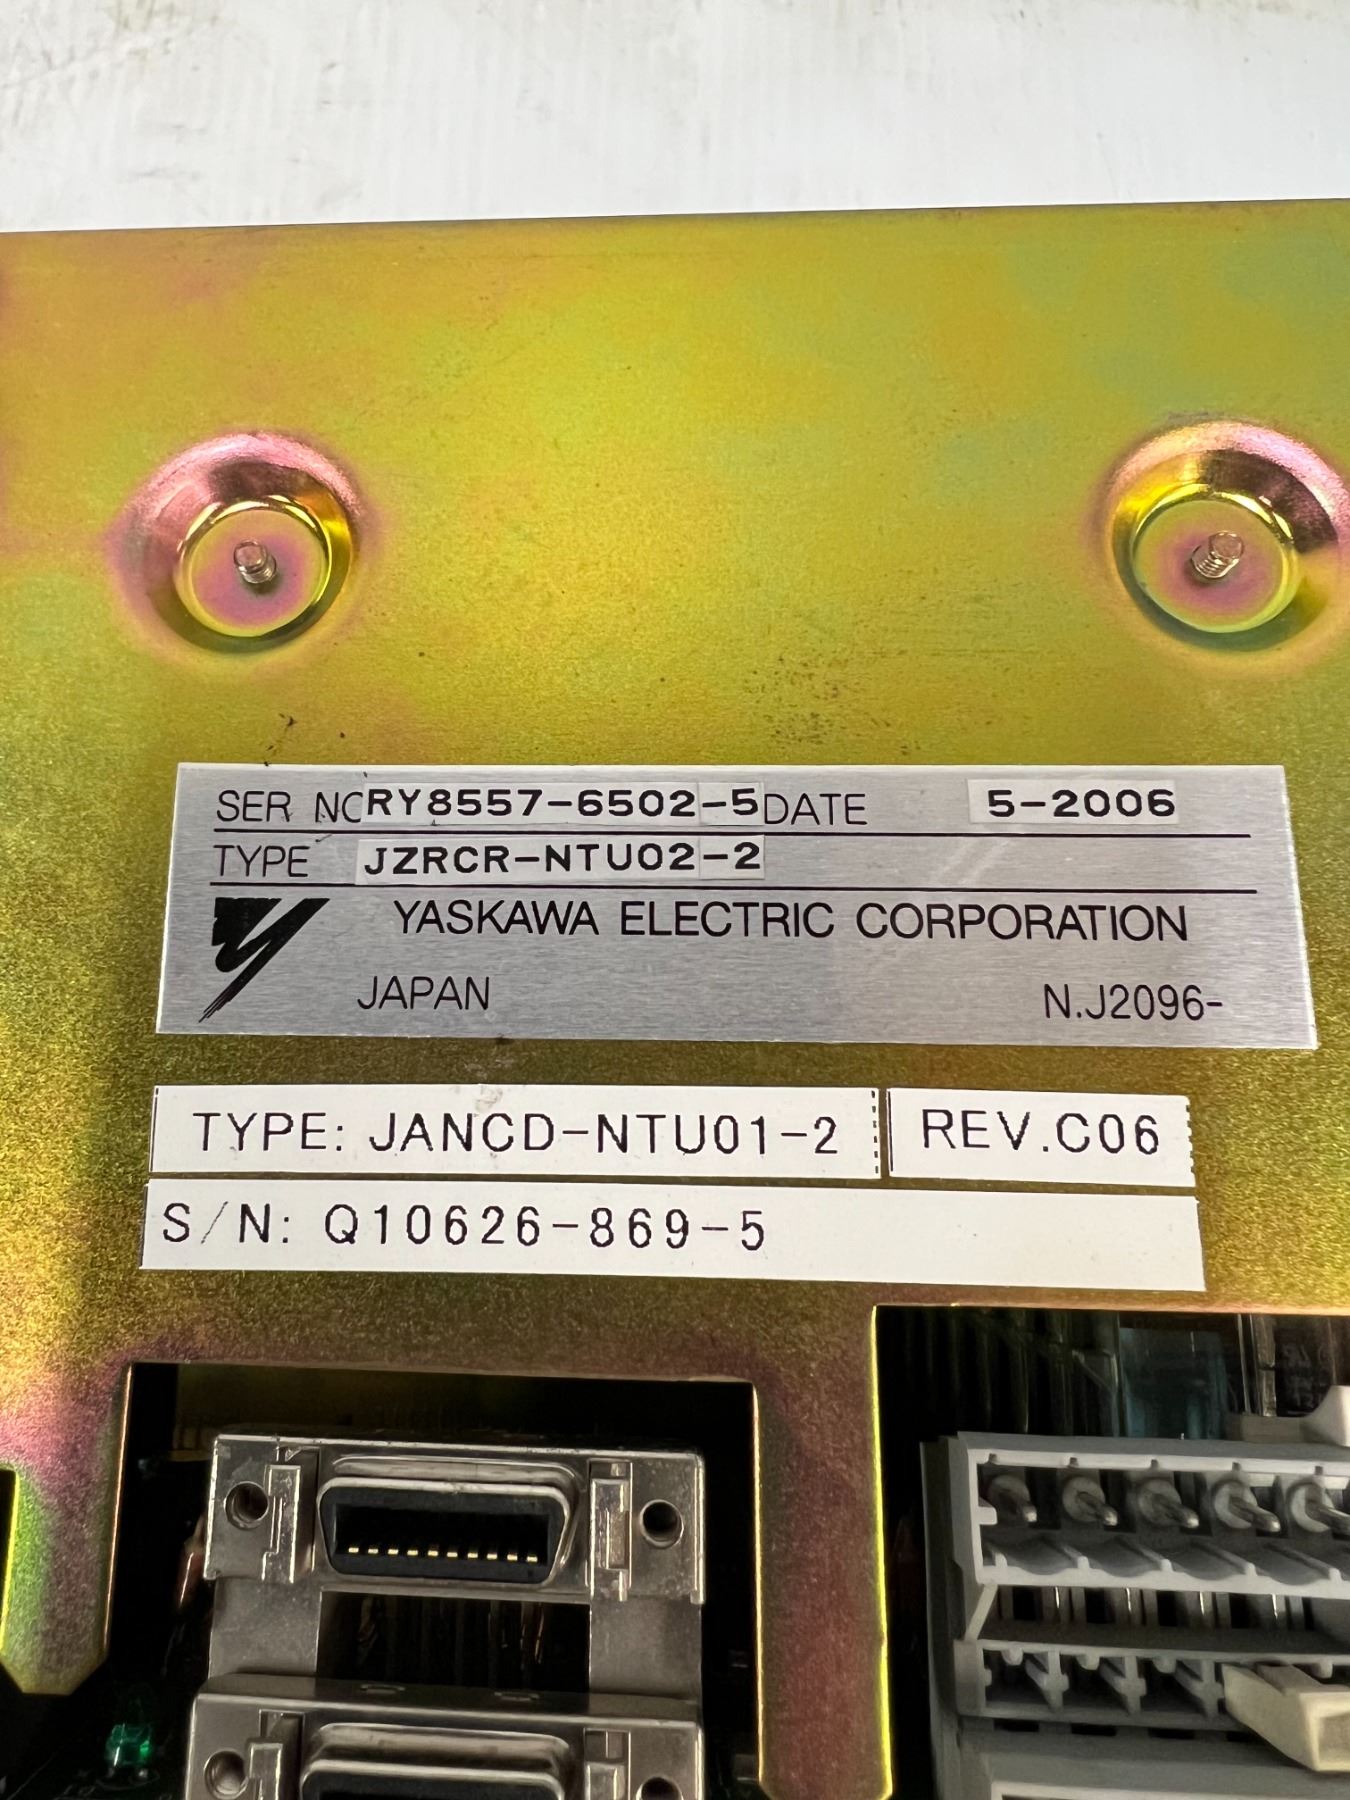 SER NO RY8557-6502-5 DATE 5-2006
TYPE JZRCR-NTU02-2
YASKAWA ELECTRIC CORPORATION
JAPAN N.J2096-
TYPE: JANCD-NTU01-2 REV.C06
S/N: Q10626-869-5